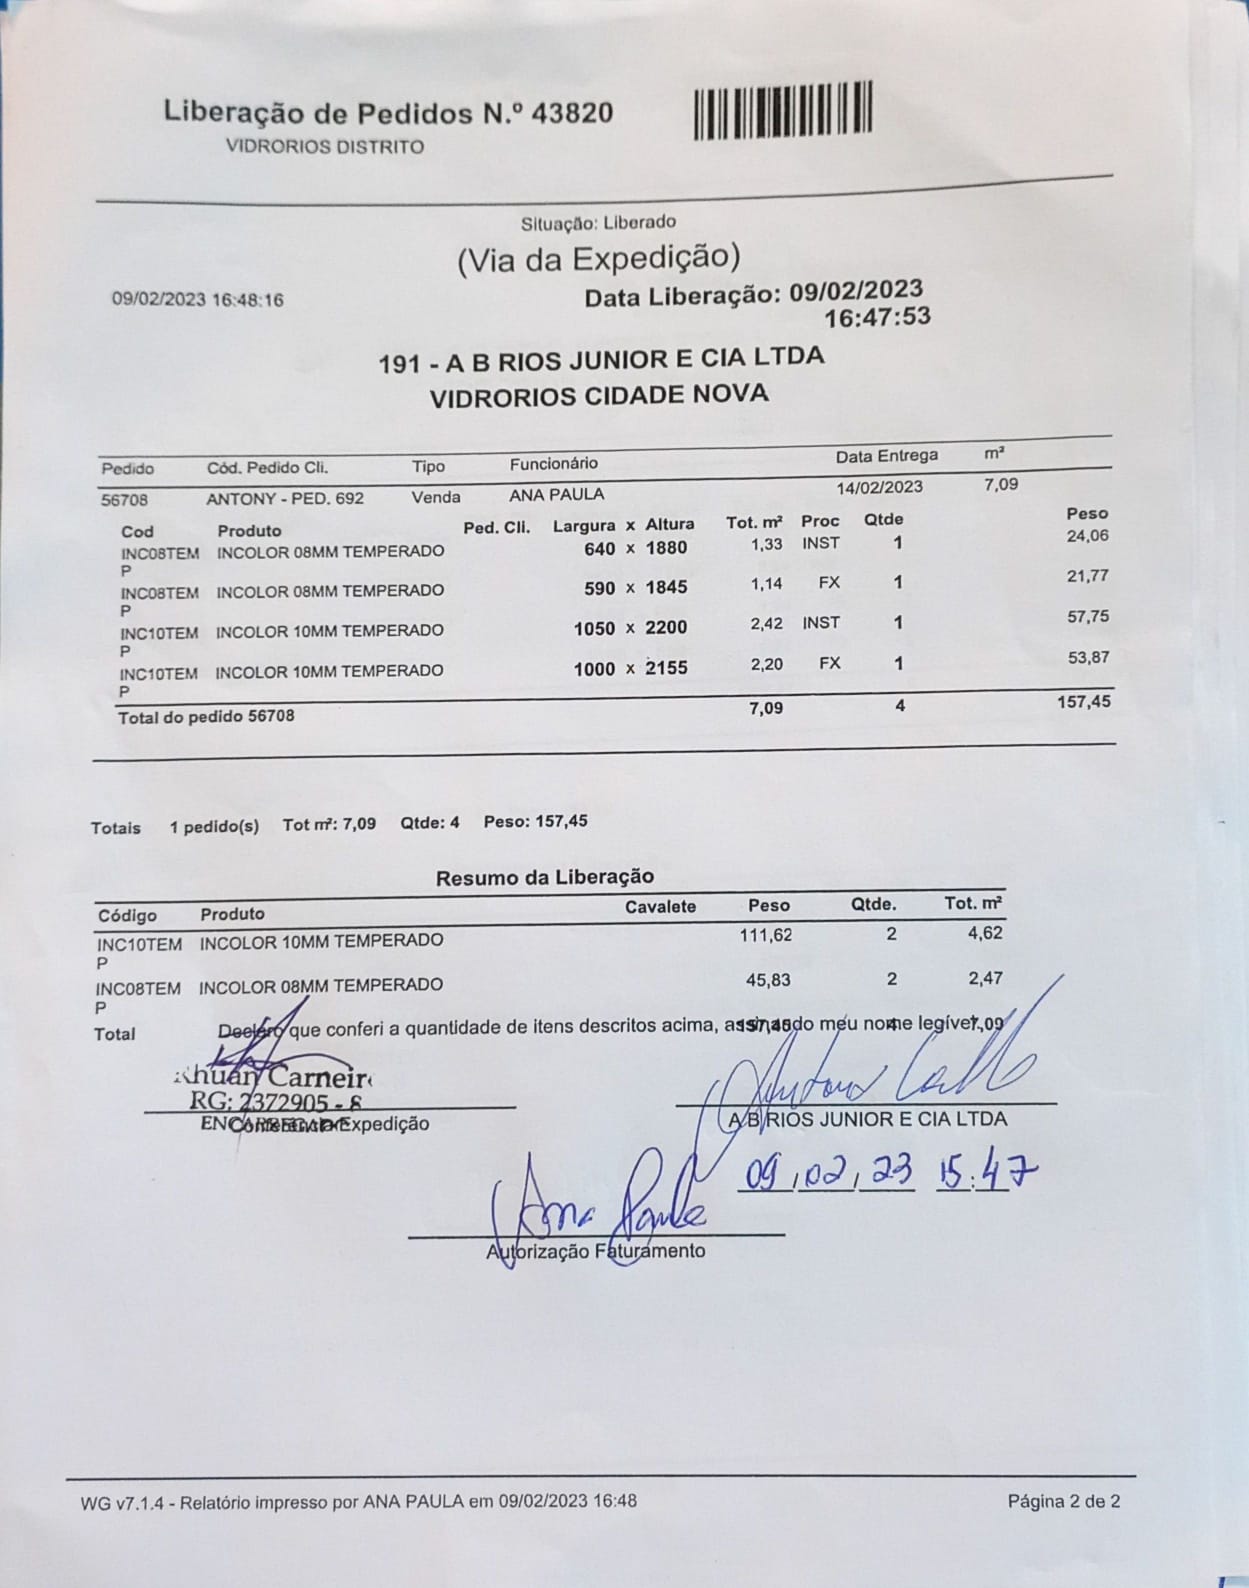 Liberação de Pedidos N.º 43820
VIDRORIOS DISTRITO
Situação: Liberado
(Via da Expedição)
09/02/2023 16:48:16
Data Liberação: 09/02/2023
16:47:53
191 - A B RIOS JUNIOR E CIA LTDA
VIDRORIOS CIDADE NOVA
Pedido Cód. Pedido Cli. Tipo Funcionário Data Entrega m²
56708 ANTONY - PED. 692 Venda ANA PAULA 14/02/2023 7,09
Cod Produto Ped. Cli. Largura x Altura Tot. m² Proc Qtde Peso
INC08TEM INCOLOR 08MM TEMPERADO 640 x 1880 1,33 INST 1 24,06
P
INC08TEM INCOLOR 08MM TEMPERADO 590 x 1845 1,14 FX 1 21,77
P
INC10TEM INCOLOR 10MM TEMPERADO 1050 x 2200 2,42 INST 1 57,75
P
INC10TEM INCOLOR 10MM TEMPERADO 1000 x 2155 2,20 FX 1 53,87
P
Total do pedido 56708 7,09 4 157,45
Totais 1 pedido(s) Tot m²: 7,09 Qtde: 4 Peso: 157,45
Resumo da Liberação
Código Produto Cavalete Peso Qtde. Tot. m²
INC10TEM INCOLOR 10MM TEMPERADO 111,62 2 4,62
P
INC08TEM INCOLOR 08MM TEMPERADO 45,83 2 2,47
P
Total 157,45 4 7,09
Declaro que conferi a quantidade de itens descritos acima, assinando meu nome legível.
Rhuan Carneiro
RG: 2372905 - 8
Expedição
A B RIOS JUNIOR E CIA LTDA
09/02/23 15:47
Ana Paula
Autorização Faturamento
WG v7.1.4 - Relatório impresso por ANA PAULA em 09/02/2023 16:48
Página 2 de 2